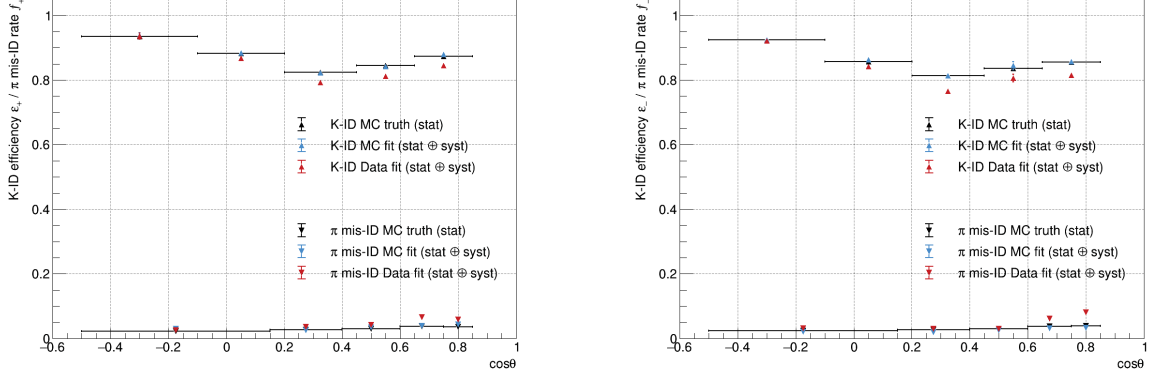 K-ID efficiency ε₊ / π mis-ID rate f₊
1
0.8
0.6
0.4
0.2
0
K-ID MC truth (stat)
K-ID MC fit (stat ⊕ syst)
K-ID Data fit (stat ⊕ syst)
π mis-ID MC truth (stat)
π mis-ID MC fit (stat ⊕ syst)
π mis-ID Data fit (stat ⊕ syst)
−0.6 −0.4 −0.2 0 0.2 0.4 0.6 0.8 1
cosθ
K-ID efficiency ε₋ / π mis-ID rate f₋
1
0.8
0.6
0.4
0.2
0
K-ID MC truth (stat)
K-ID MC fit (stat ⊕ syst)
K-ID Data fit (stat ⊕ syst)
π mis-ID MC truth (stat)
π mis-ID MC fit (stat ⊕ syst)
π mis-ID Data fit (stat ⊕ syst)
−0.6 −0.4 −0.2 0 0.2 0.4 0.6 0.8 1
cosθ